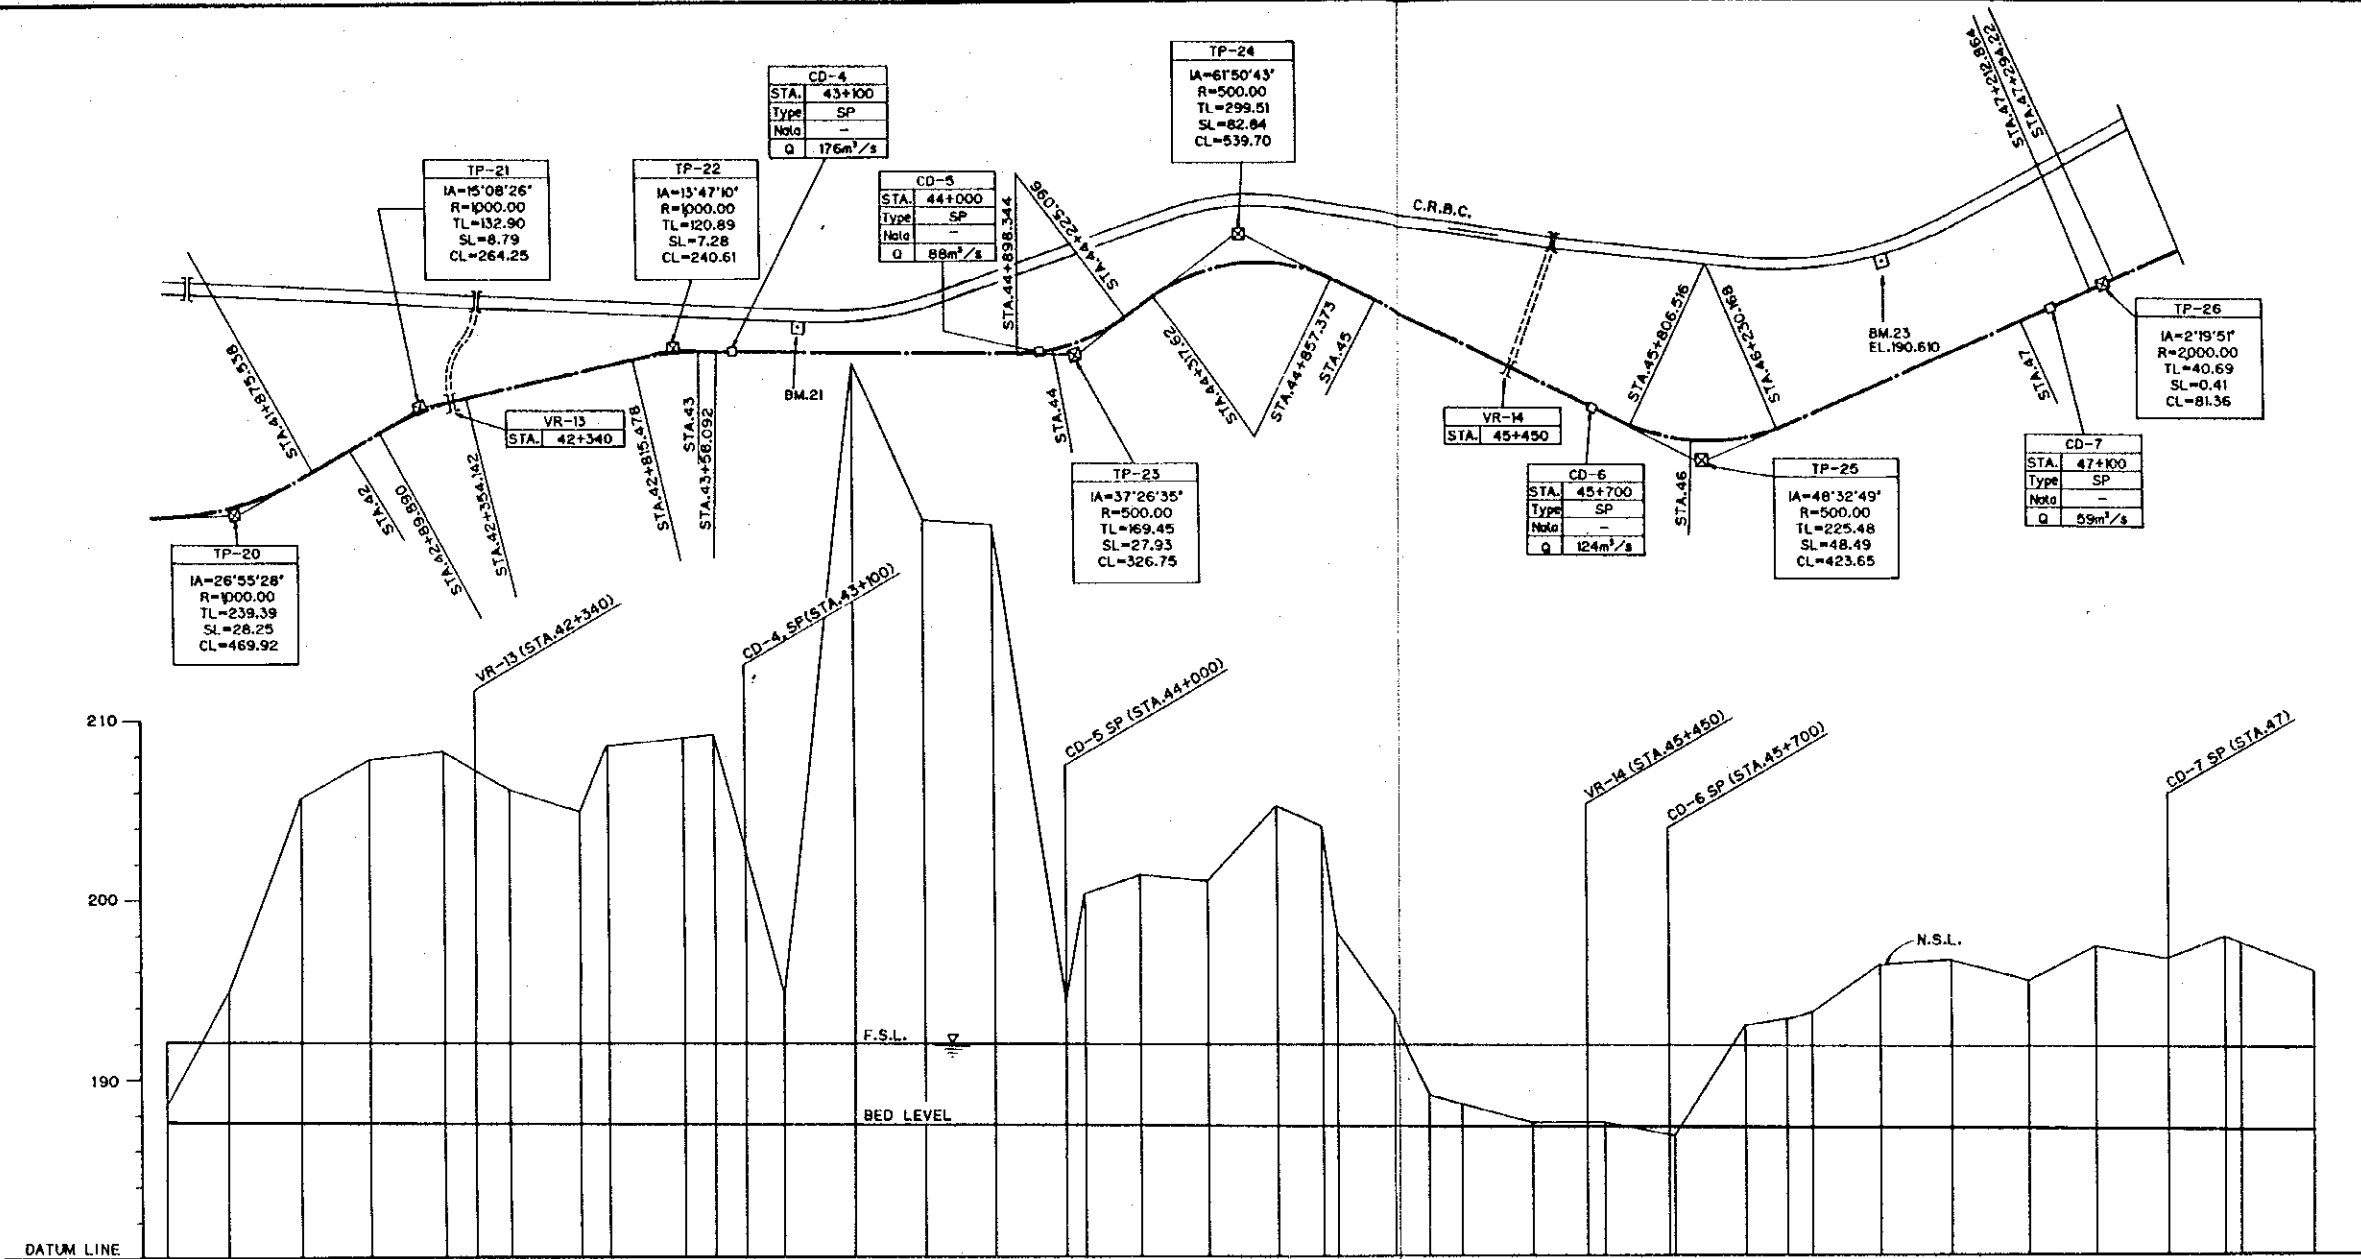 TP-24
IA=61°50'43"
R=500.00
TL=299.51
SL=82.84
CL=539.70
CD-4
STA. 43+100
Type SP
Nala -
Q 176m³/s
TP-21
IA=15°08'26"
R=1,000.00
TL=132.90
SL=8.79
CL=264.25
TP-22
IA=13°47'10"
R=1,000.00
TL=120.89
SL=7.28
CL=240.61
CD-5
STA. 44+000
Type SP
Nala -
Q 88m³/s
STA.44+898.344
STA.44+225.096
C.R.B.C.
STA.47+212.864
STA.47+294.22
STA.41+875.538
STA.42
STA.42+89.890
STA.42+354.142
VR-13
STA. 42+340
STA.42+815.478
STA.43
STA.43+58.092
BM.21
STA.44
STA.44+317.62
STA.44+857.373
STA.45
VR-14
STA. 45+450
STA.45+806.516
STA.46+230.168
BM.23
EL.190.610
STA.47
TP-26
IA=2°19'51"
R=2,000.00
TL=40.69
SL=0.41
CL=81.36
CD-7
STA. 47+100
Type SP
Nala -
Q 59m³/s
TP-23
IA=37°26'35"
R=500.00
TL=169.45
SL=27.93
CL=326.75
CD-6
STA. 45+700
Type SP
Nala -
Q 124m³/s
STA.46
TP-25
IA=48°32'49"
R=500.00
TL=225.48
SL=48.49
CL=423.65
TP-20
IA=26°55'28"
R=1,000.00
TL=239.39
SL=28.25
CL=469.92
VR-13 (STA.42+340)
CD-4, SP(STA.43+100)
CD-5 SP (STA.44+000)
VR-14 (STA.45+450)
CD-6 SP (STA.45+700)
CD-7 SP (STA.47)
210
200
N.S.L.
F.S.L.
190
BED LEVEL
DATUM LINE